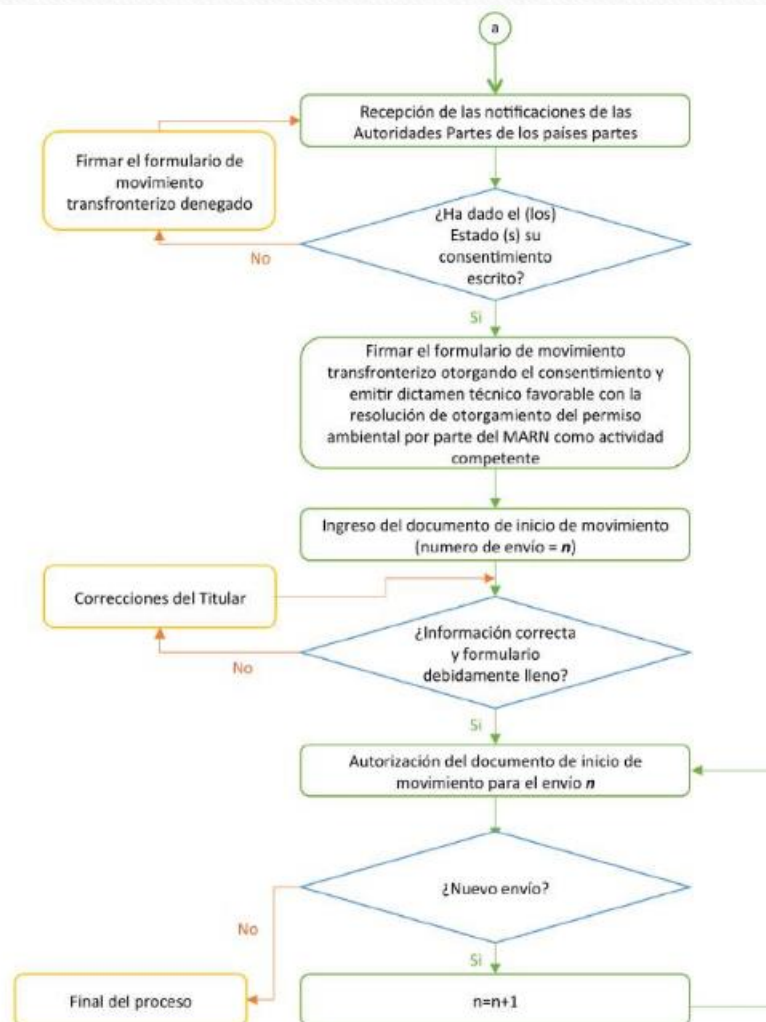 a
Recepción de las notificaciones de las
Autoridades Partes de los países partes
Firmar el formulario de
movimiento
transfronterizo denegado
¿Ha dado el (los)
Estado (s) su
consentimiento
escrito?
No
Si
Firmar el formulario de movimiento
transfronterizo otorgando el consentimiento y
emitir dictamen técnico favorable con la
resolución de otorgamiento del permiso
ambiental por parte del MARN como actividad
competente
Ingreso del documento de inicio de movimiento
(numero de envío = n)
Correcciones del Titular
¿Información correcta
y formulario
debidamente lleno?
No
Si
Autorización del documento de inicio de
movimiento para el envio n
¿Nuevo envío?
No
Si
Final del proceso
n=n+1